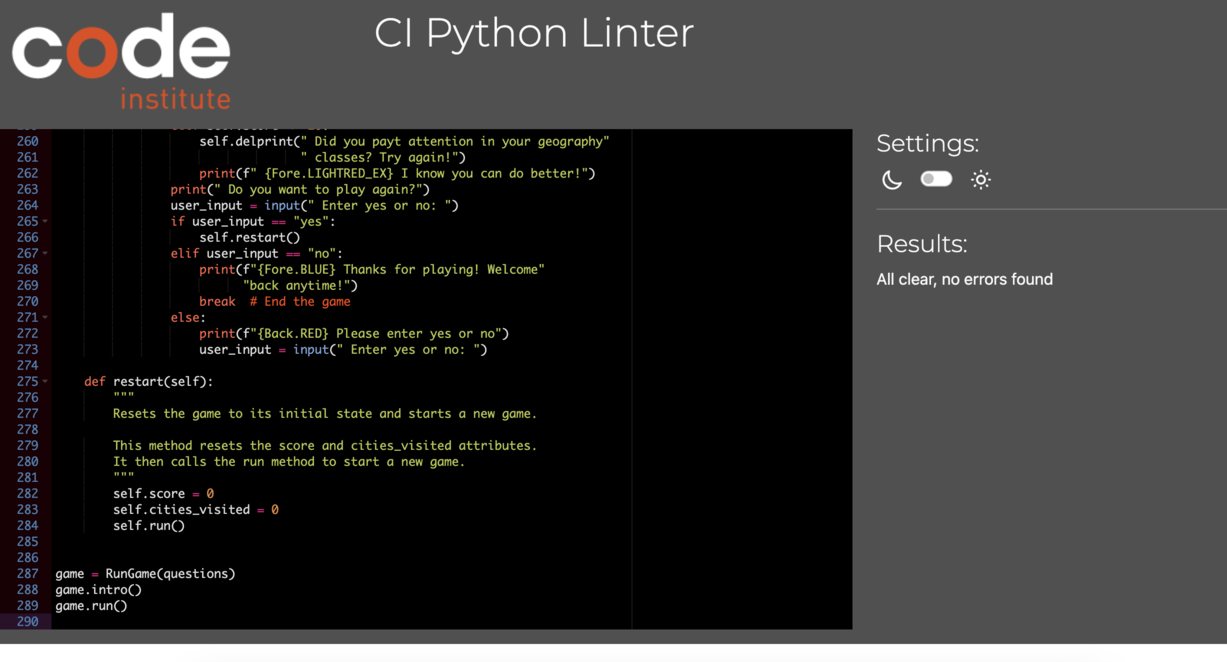 code
institute
CI Python Linter
260 self.delprint(" Did you payt attention in your geography"
261 " classes? Try again!")
262 print(f" {Fore.LIGHTRED_EX} I know you can do better!")
263 print(" Do you want to play again?")
264 user_input = input(" Enter yes or no: ")
265 if user_input == "yes":
266 self.restart()
267 elif user_input == "no":
268 print(f"{Fore.BLUE} Thanks for playing! Welcome"
269 "back anytime!")
270 break  # End the game
271 else:
272 print(f"{Back.RED} Please enter yes or no")
273 user_input = input(" Enter yes or no: ")
274
275 def restart(self):
276 """
277 Resets the game to its initial state and starts a new game.
278
279 This method resets the score and cities_visited attributes.
280 It then calls the run method to start a new game.
281 """
282 self.score = 0
283 self.cities_visited = 0
284 self.run()
285
286
287 game = RunGame(questions)
288 game.intro()
289 game.run()
290
Settings:
Results:
All clear, no errors found